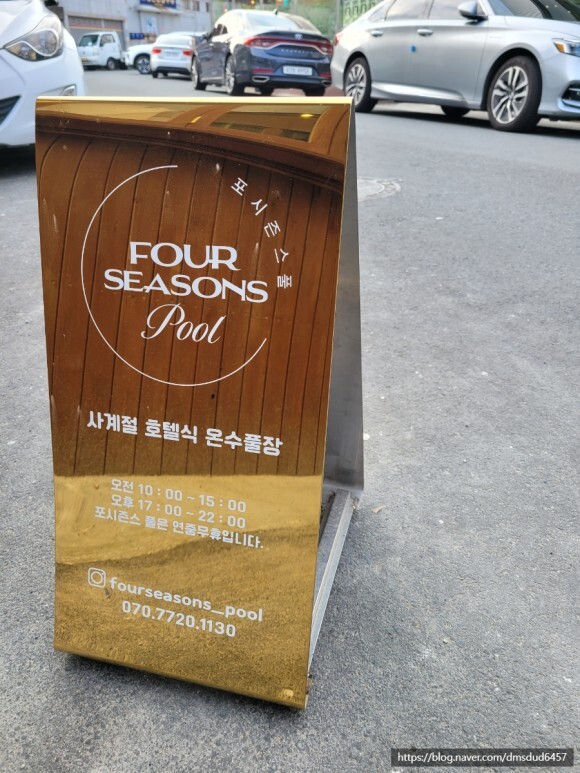 포시즌스풀
FOUR
SEASONS
Pool
사계절 호텔식 온수풀장
오전 10 : 00 - 15 : 00
오후 17 : 00 - 22 : 00
포시즌스 풀은 연중무휴입니다.
fourseasons_pool
070.7720.1130
https://blog.naver.com/dmsdud6457